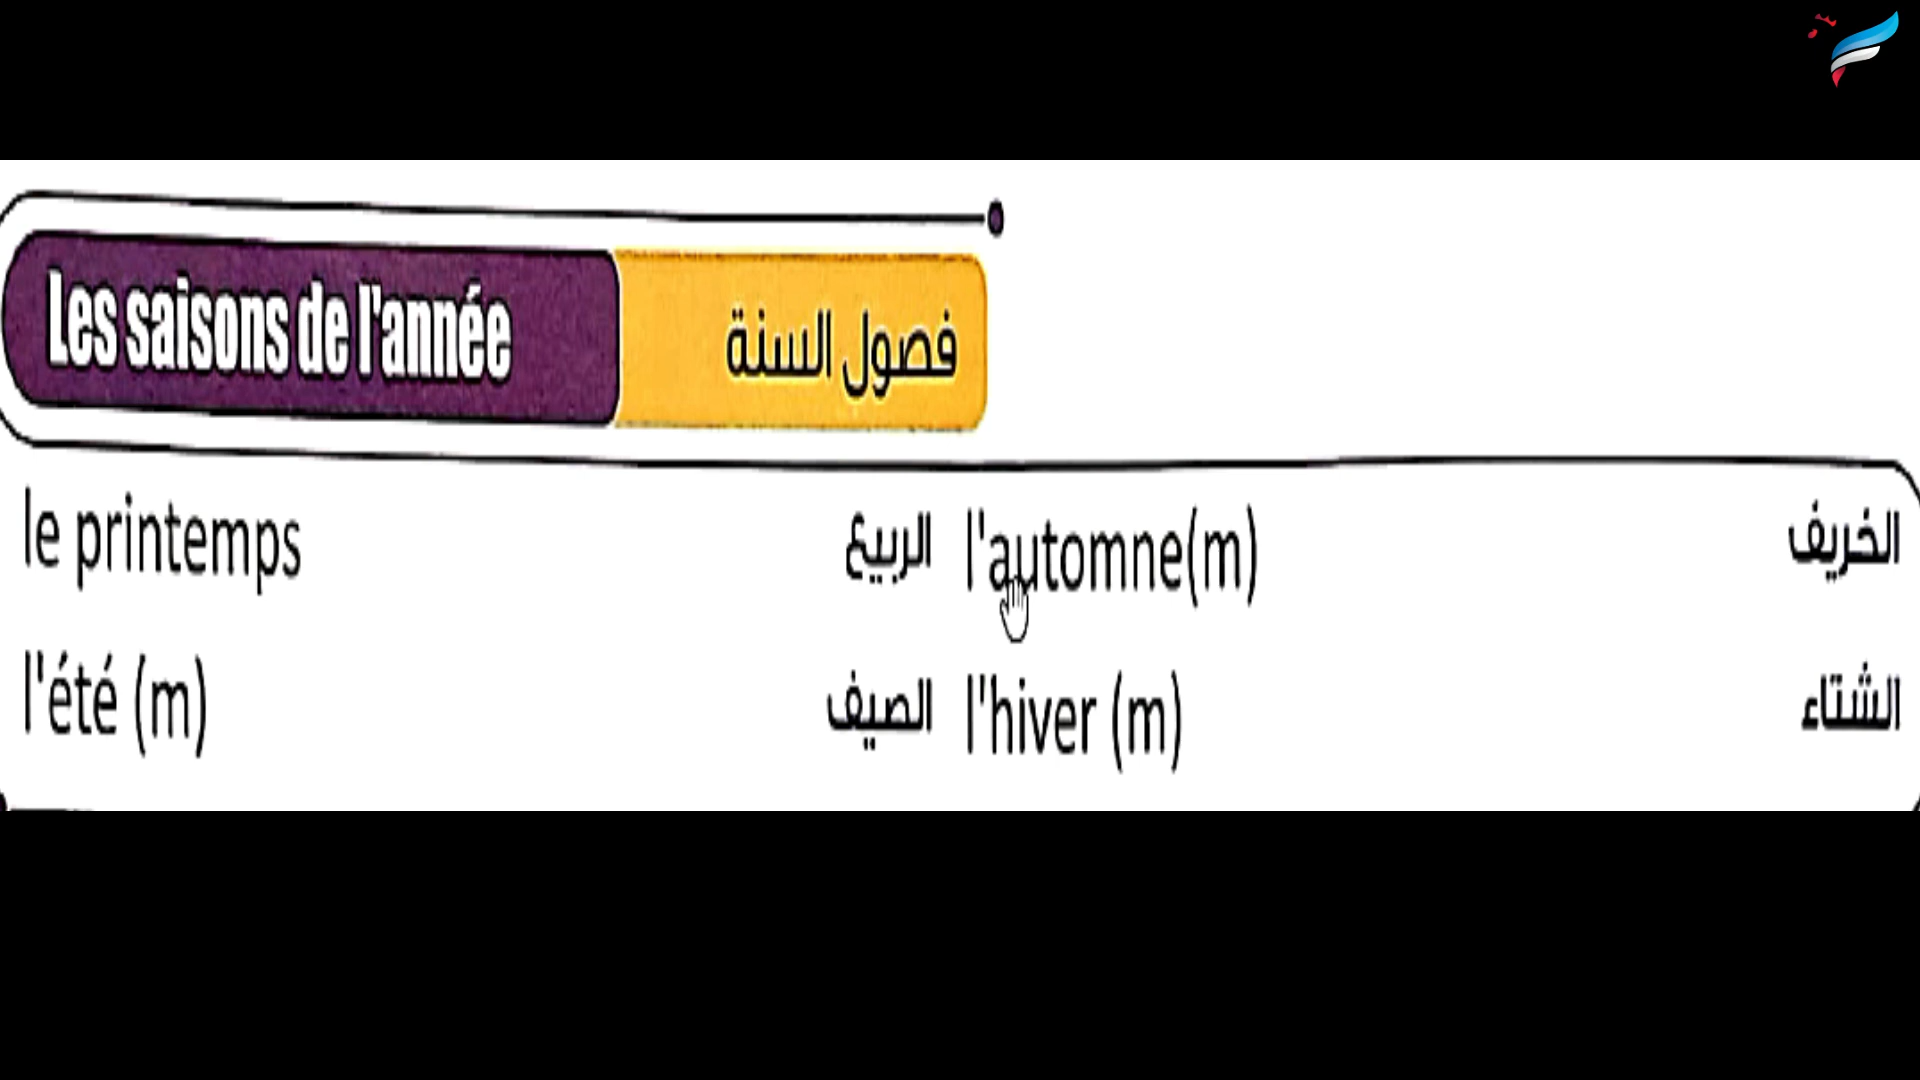 Les saisons de l'année فصول السنة
le printemps الربيع l'automne(m) الخريف
l'été (m) الصيف l'hiver (m) الشتاء